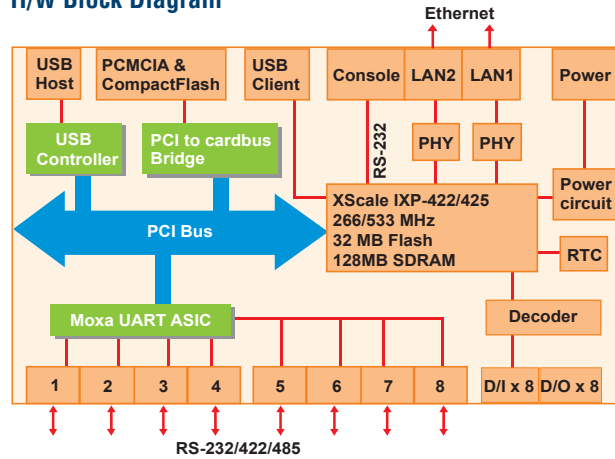 H/W Block Diagram
Ethernet
USB
Host
PCMCIA &
CompactFlash
USB
Client
Console
LAN2
LAN1
Power
USB
Controller
PCI to cardbus
Bridge
RS-232
PHY
PHY
Power
circuit
PCI Bus
XScale IXP-422/425
266/533 MHz
32 MB Flash
128MB SDRAM
RTC
Moxa UART ASIC
Decoder
1
2
3
4
5
6
7
8
D/I x 8
D/O x 8
RS-232/422/485